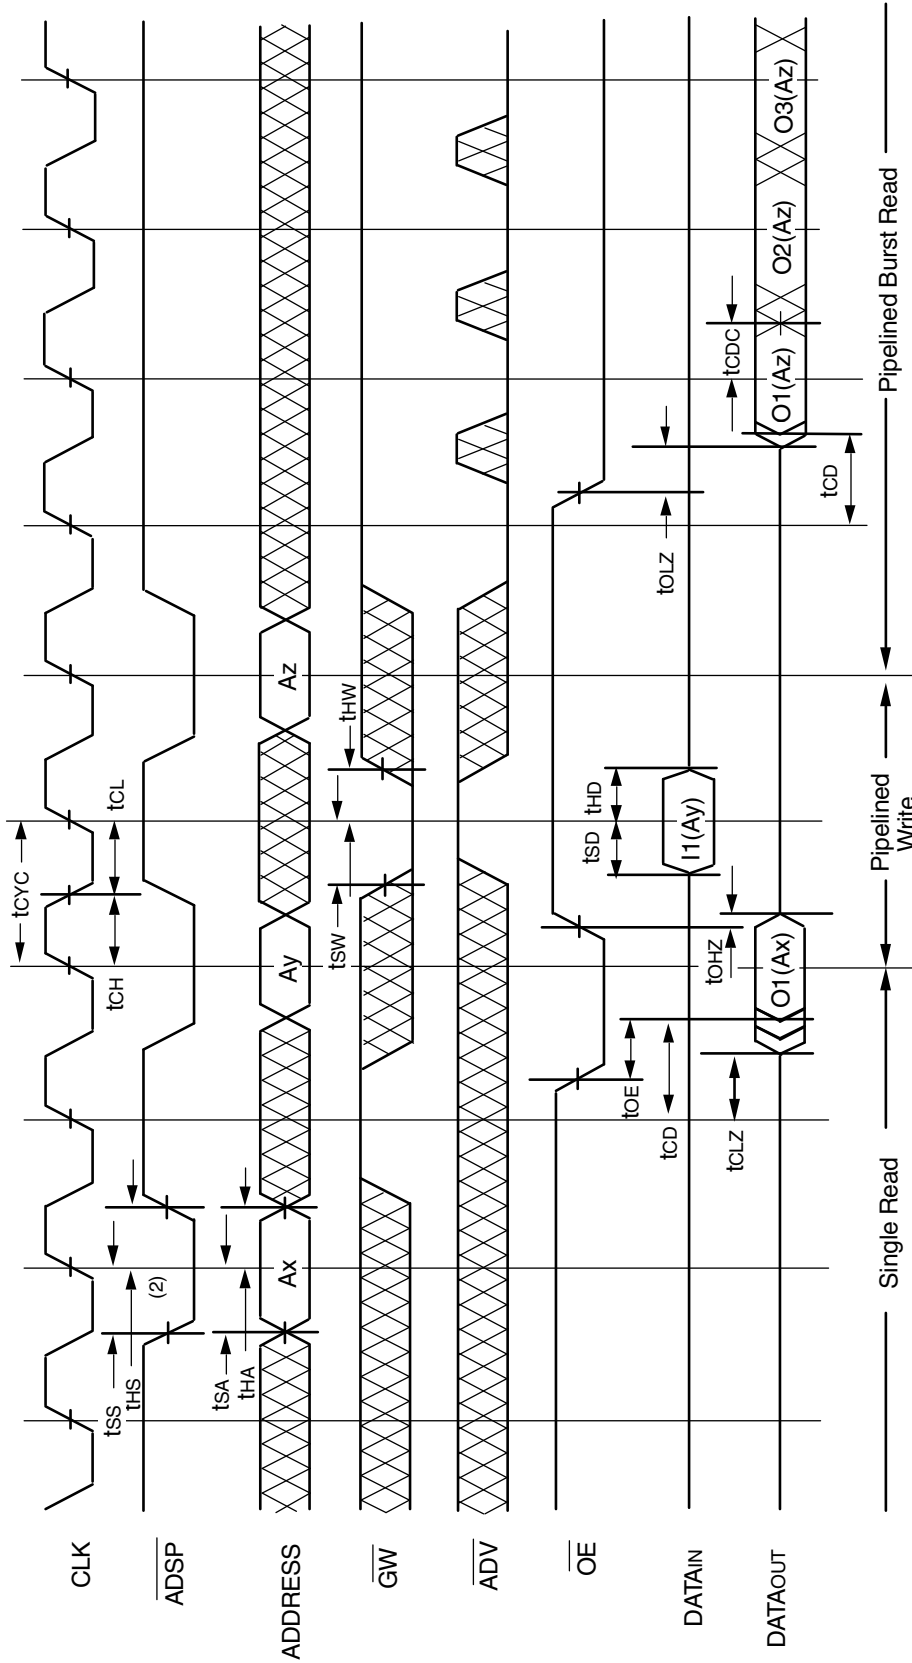 CLK
ADSP
ADDRESS
GW
ADV
OE
DATAIN
DATAOUT
tCYC
tCH
tCL
tSS
tHS
(2)
tSA
tHA
Ax
Ay
Az
tSW
tHW
tOE
tOHZ
tOLZ
tSD
tHD
I1(Ay)
tCD
tCLZ
O1(Ax)
tCDC
tCD
O1(Az)
O2(Az)
O3(Az)
Single Read
Pipelined
Write
Pipelined Burst Read